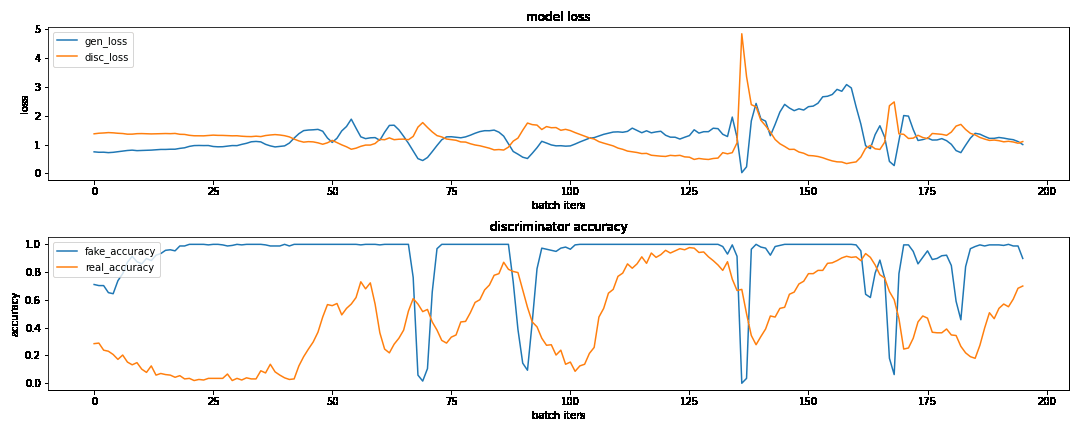 model loss
5
4
3
2
1
0
loss
gen_loss
disc_loss
0 25 50 75 100 125 150 175 200
batch iters
discriminator accuracy
1.0
0.8
0.6
0.4
0.2
0.0
accuracy
fake_accuracy
real_accuracy
0 25 50 75 100 125 150 175 200
batch iters